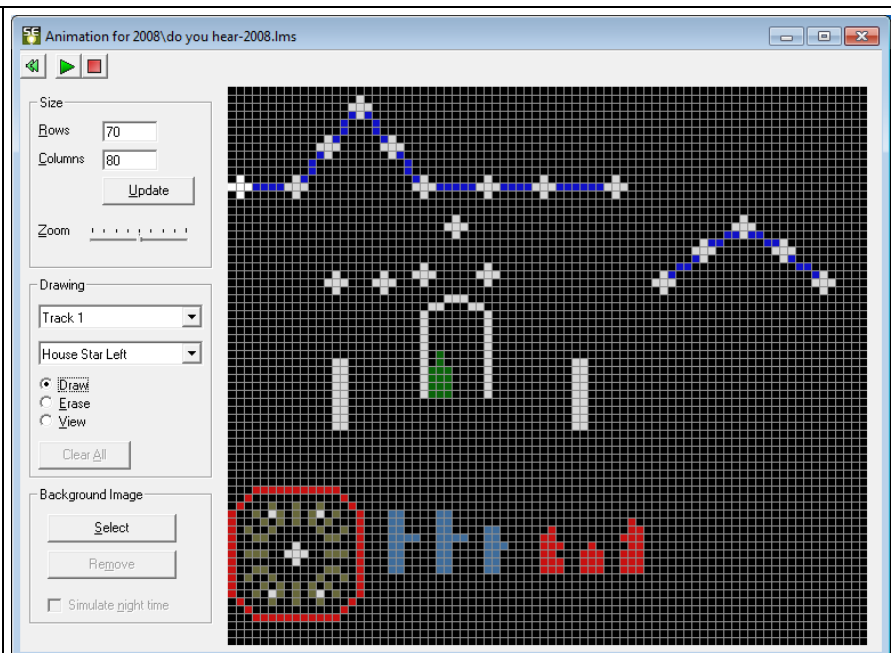 SE Animation for 2008\do you hear-2008.lms
Size
Rows 70
Columns 80
Update
Zoom
Drawing
Track 1
House Star Left
Draw
Erase
View
Clear All
Background Image
Select
Remove
Simulate night time